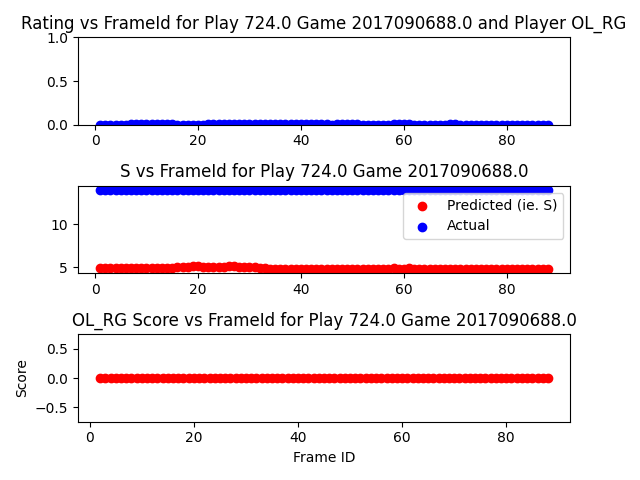 Rating vs FrameId for Play 724.0 Game 2017090688.0 and Player OL_RG
1.0
0.5
0.0
0 20 40 60 80
S vs FrameId for Play 724.0 Game 2017090688.0
10
5
Predicted (ie. S)
Actual
0 20 40 60 80
OL_RG Score vs FrameId for Play 724.0 Game 2017090688.0
Score
0.5
0.0
−0.5
0 20 40 60 80
Frame ID